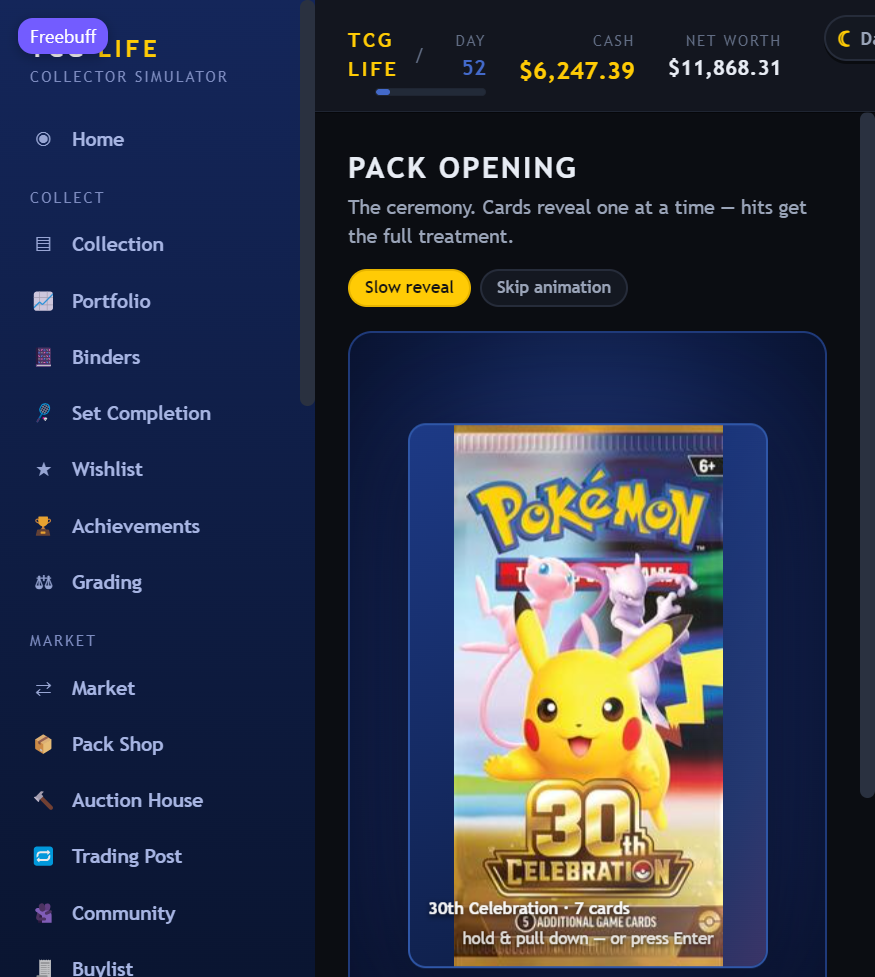 Freebuff
LIFE
COLLECTOR SIMULATOR
Home
COLLECT
Collection
Portfolio
Binders
Set Completion
Wishlist
Achievements
Grading
MARKET
Market
Pack Shop
Auction House
Trading Post
Community
Buylist
TCG
LIFE
/
DAY
52
CASH
$6,247.39
NET WORTH
$11,868.31
PACK OPENING
The ceremony. Cards reveal one at a time — hits get
the full treatment.
Slow reveal
Skip animation
6+
POKéMON
TM
30th
CELEBRATION
30th Celebration · 7 cards
5 ADDITIONAL GAME CARDS
hold & pull down — or press Enter